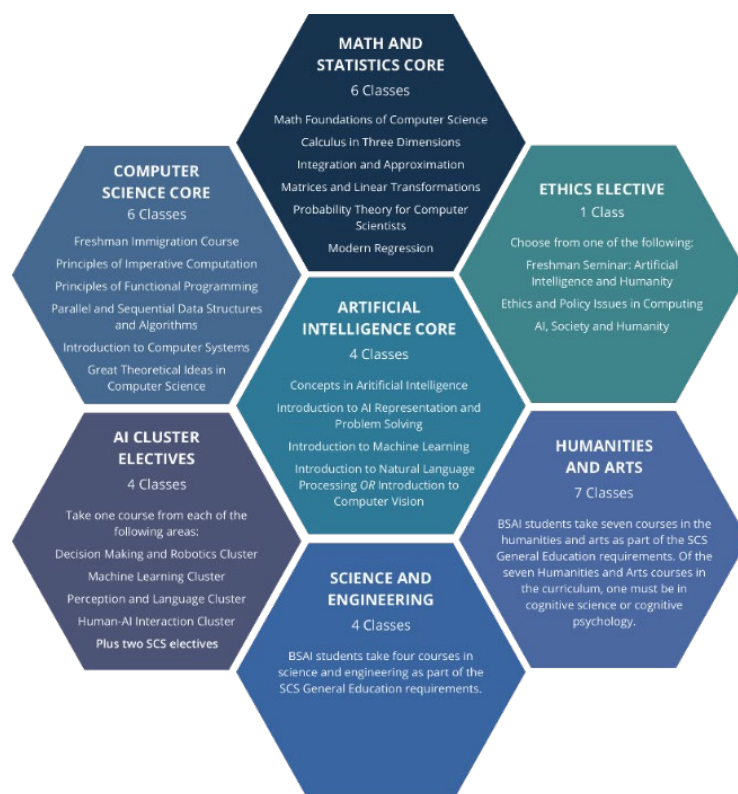 MATH AND
STATISTICS CORE
6 Classes
Math Foundations of Computer Science
Calculus in Three Dimensions
Integration and Approximation
Matrices and Linear Transformations
Probability Theory for Computer
Scientists
Modern Regression
COMPUTER
SCIENCE CORE
6 Classes
Freshman Immigration Course
Principles of Imperative Computation
Principles of Functional Programming
Parallel and Sequential Data Structures
and Algorithms
Introduction to Computer Systems
Great Theoretical Ideas in
Computer Science
ETHICS ELECTIVE
1 Class
Choose from one of the following:
Freshman Seminar: Artificial
Intelligence and Humanity
Ethics and Policy Issues in Computing
AI, Society and Humanity
ARTIFICIAL
INTELLIGENCE CORE
4 Classes
Concepts in Aritificial Intelligence
Introduction to AI Representation and
Problem Solving
Introduction to Machine Learning
Introduction to Natural Language
Processing OR Introduction to
Computer Vision
AI CLUSTER
ELECTIVES
4 Classes
Take one course from each of the
following areas:
Decision Making and Robotics Cluster
Machine Learning Cluster
Perception and Language Cluster
Human-AI Interaction Cluster
Plus two SCS electives
HUMANITIES
AND ARTS
7 Classes
BSAI students take seven courses in the
humanities and arts as part of the SCS
General Education requirements. Of the
seven Humanities and Arts courses in
the curriculum, one must be in
cognitive science or cognitive
psychology.
SCIENCE AND
ENGINEERING
4 Classes
BSAI students take four courses in
science and engineering as part of the
SCS General Education requirements.